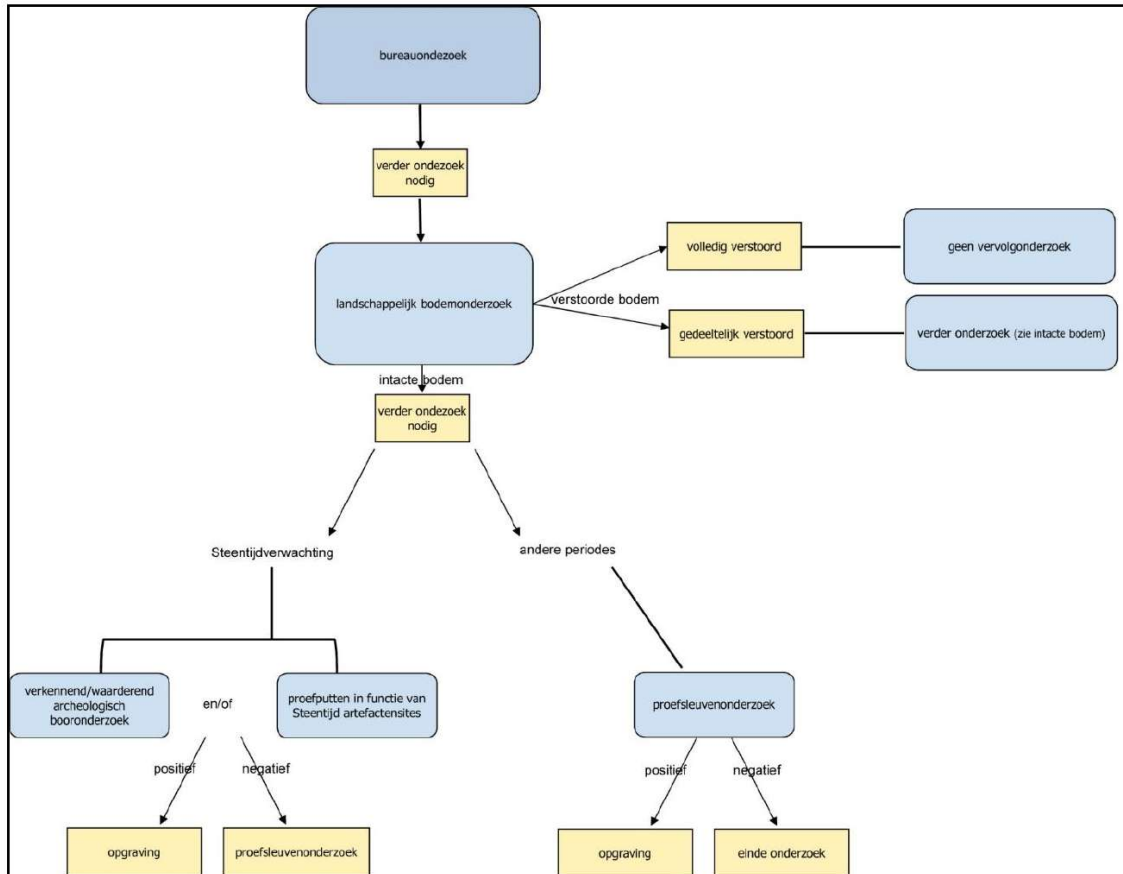 bureauondezoek
verder ondezoek
nodig
landschappelijk bodemonderzoek
volledig verstoord
geen vervolgonderzoek
verstoorde bodem
gedeeltelijk verstoord
verder onderzoek (zie intacte bodem)
intacte bodem
verder ondezoek
nodig
Steentijdverwachting
andere periodes
verkennend/waarderend
archeologisch
booronderzoek
en/of
proefputten in functie van
Steentijd artefactensites
proefsleuvenonderzoek
positief
negatief
positief
negatief
opgraving
proefsleuvenonderzoek
opgraving
einde onderzoek